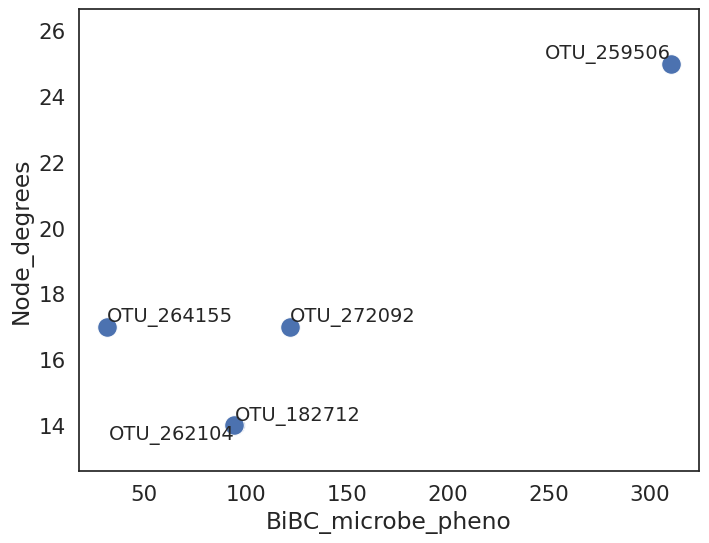 26
24
22
20
18
16
14
Node_degrees
OTU_259506
OTU_264155
OTU_272092
OTU_182712
OTU_262104
50 100 150 200 250 300
BiBC_microbe_pheno